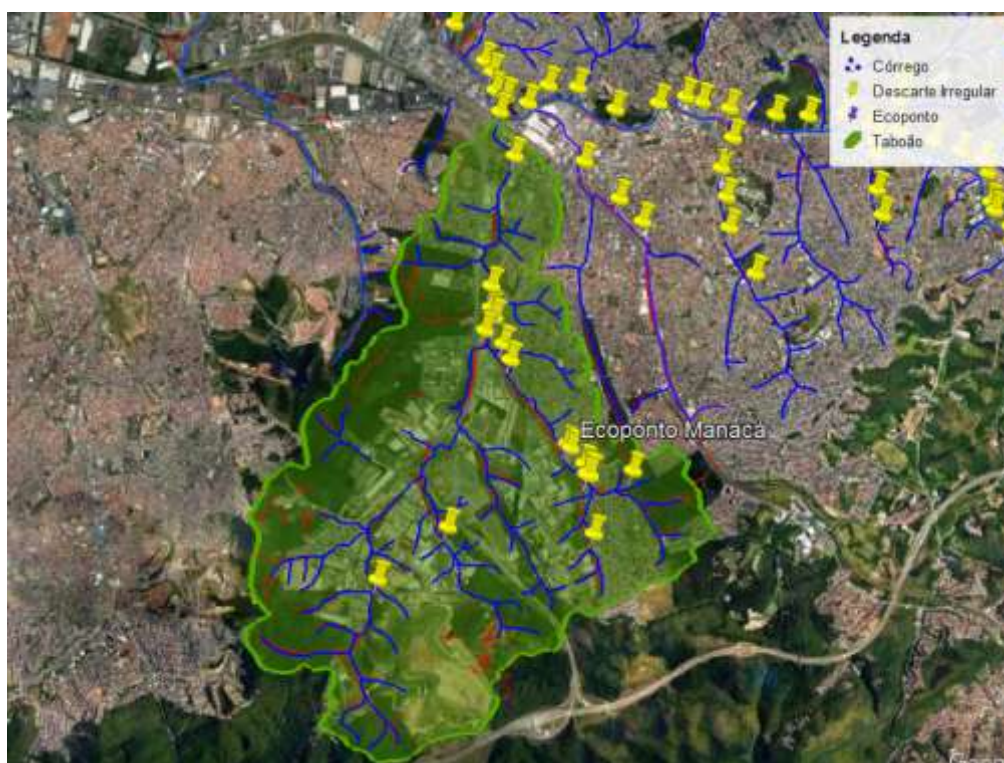 Legenda
Córrego
Descarte Irregular
Ecoponto
Taboão
Ecoponto Manacá